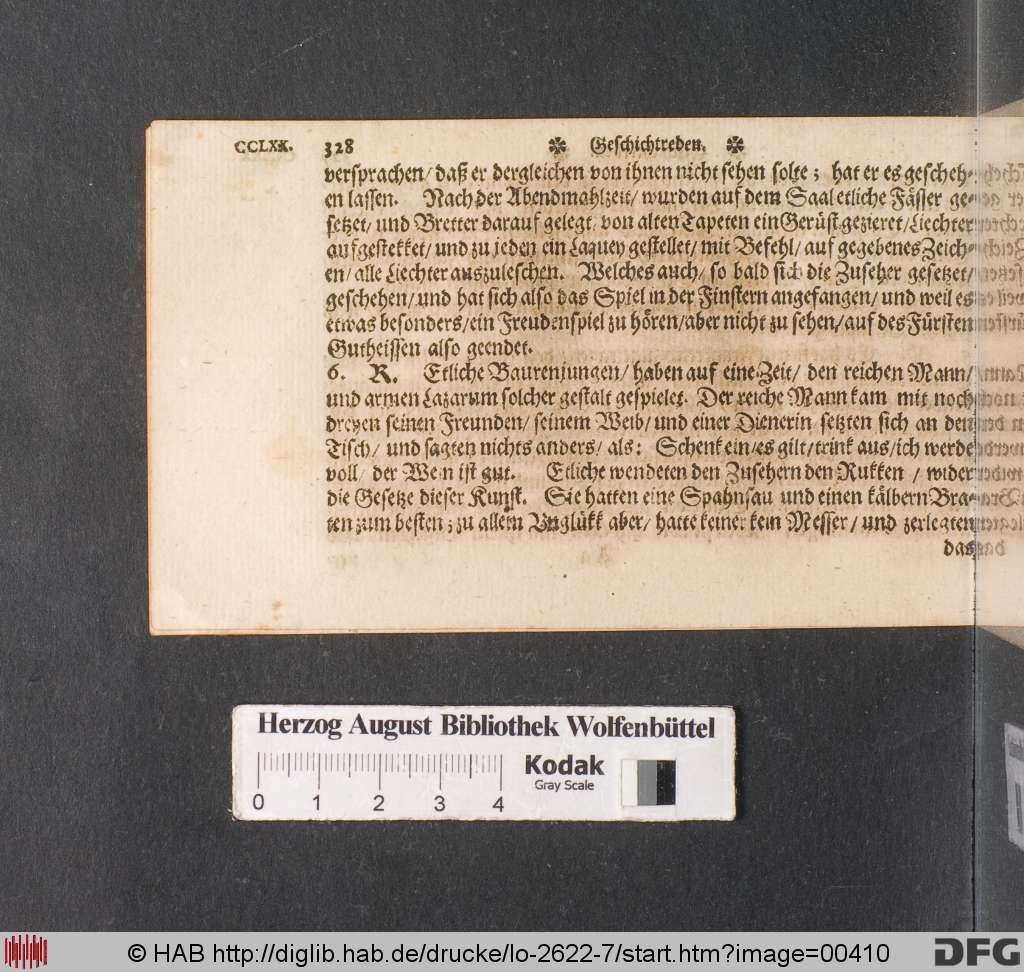 CCLXX. 328 ✽ Geschichtreden. ✽
versprachen/ daß er dergleichen von ihnen nicht sehen solte; hat er es gescheh-
en lassen. Nach der Abendmahlzeit/ wurden auf dem Saal etliche Fässer ge-
setzet/ und Bretter darauf gelegt/ von alten Tapeten ein Gerüst gezieret/ Liechter
aufgestekket/ und zu jeden ein Laquey gestellet/ mit Befehl/ auf gegebenes Zeich-
en/ alle Liechter auszuleschen. Welches auch/ so bald sich die Zuseher gesetzet/
geschehen/ und hat sich also das Spiel in der Finstern angefangen/ und weil es
etwas besonders/ ein Freudenspiel zu hören/ aber nicht zu sehen/ auf des Fürsten
Gutheissen also geendet.
6. R. Etliche Baurenjungen/ haben auf eine Zeit/ den reichen Mann/
und armen Lazarum solcher gestalt gespielet. Der reiche Mann kam mit noch
dreyen seinen Freunden/ seinem Weib/ und einer Dienerin setzten sich an den
Tisch/ und sagten nichts anders/ als: Schenk ein/ es gilt/ trink aus/ ich werde
voll/ der Wein ist gut. Etliche wendeten den Zusehern den Rukken/ wider
die Gesetze dieser Kunst. Sie hatten eine Spahnsau und einen kälbern Bra-
ten zum besten; zu allem Unglükk aber/ hatte keiner kein Messer/ und zerlegten
das
Herzog August Bibliothek Wolfenbüttel
Kodak
Gray Scale
0 1 2 3 4
© HAB http://diglib.hab.de/drucke/lo-2622-7/start.htm?image=00410
DFG